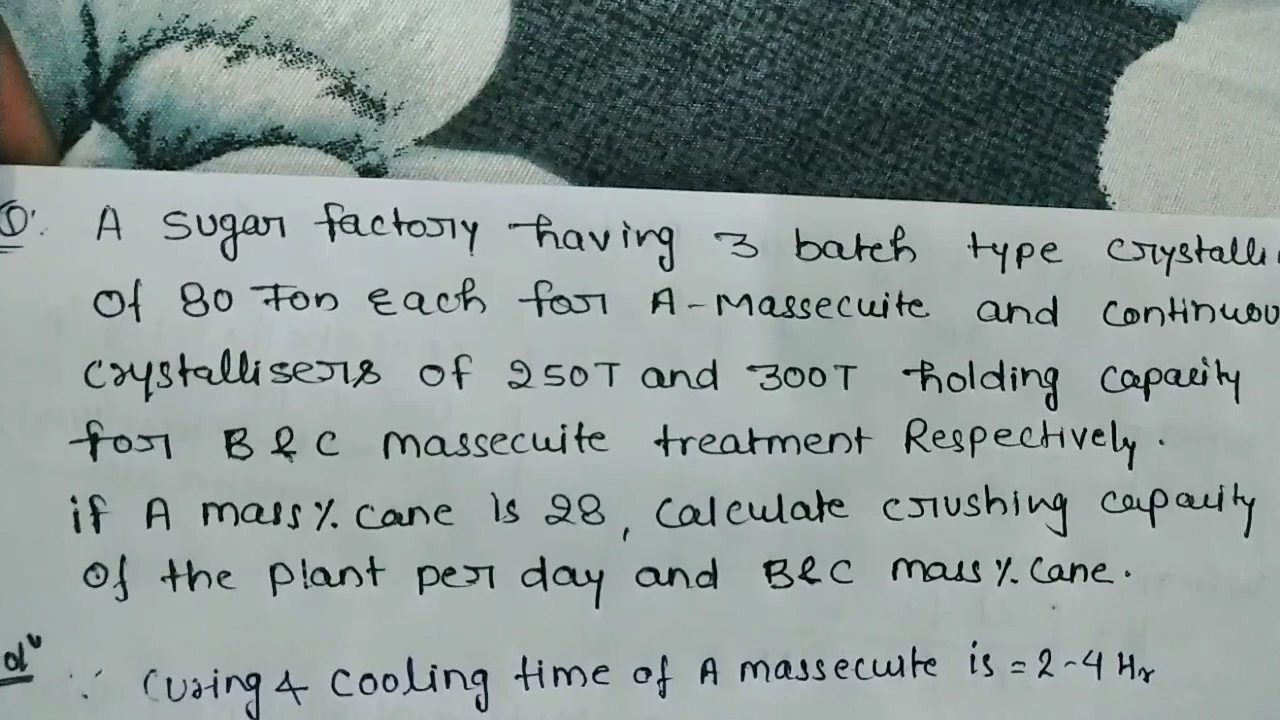 Q. A sugar factory having 3 batch type crystalli
of 80 Ton Each for A-Massecuite and continuou
crystallisers of 250T and 300T holding capacity
for B & C massecuite treatment Respectively.
if A mass % cane is 28, calculate crushing capacity
of the plant per day and B&C mass % cane.
∵ Curing & cooling time of A massecuite is = 2-4 Hr